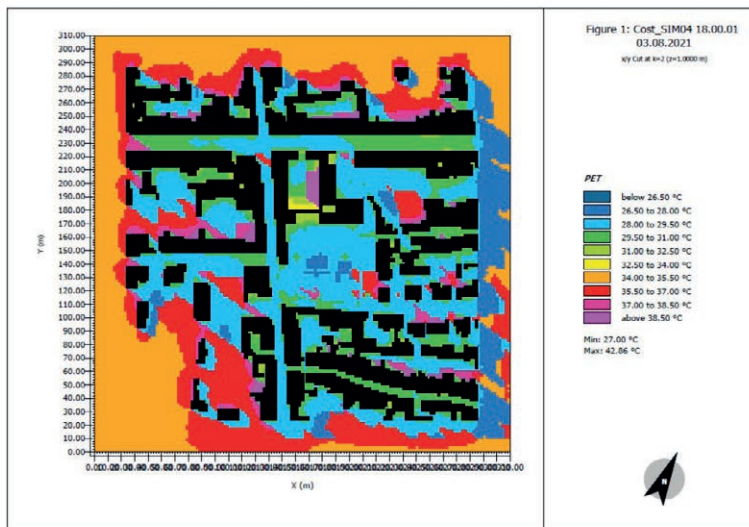 Figure 1: Cost_SIM04 18.00.01
03.08.2021
x/y Cut at k=2 (z=1.0000 m)
310.00
300.00
290.00
280.00
270.00
260.00
250.00
240.00
230.00
220.00
210.00
200.00
190.00
180.00
170.00
160.00
150.00
140.00
130.00
120.00
110.00
100.00
90.00
80.00
70.00
60.00
50.00
40.00
30.00
20.00
10.00
0.00
Y (m)
X (m)
PET
below 26.50 °C
26.50 to 28.00 °C
28.00 to 29.50 °C
29.50 to 31.00 °C
31.00 to 32.50 °C
32.50 to 34.00 °C
34.00 to 35.50 °C
35.50 to 37.00 °C
37.00 to 38.50 °C
above 38.50 °C
Min: 27.00 °C
Max: 42.86 °C
N